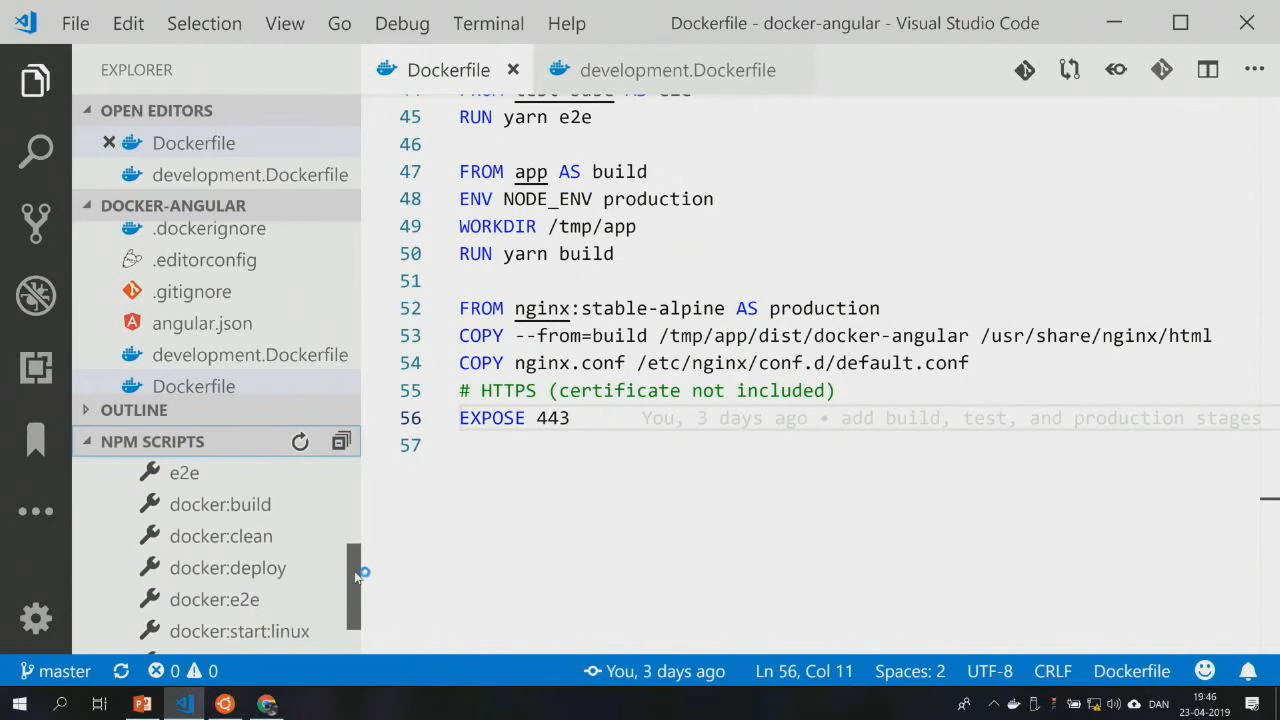 File Edit Selection View Go Debug Terminal Help Dockerfile - docker-angular - Visual Studio Code
EXPLORER
OPEN EDITORS
Dockerfile
development.Dockerfile
DOCKER-ANGULAR
.dockerignore
.editorconfig
.gitignore
angular.json
development.Dockerfile
Dockerfile
OUTLINE
NPM SCRIPTS
e2e
docker:build
docker:clean
docker:deploy
docker:e2e
docker:start:linux
Dockerfile development.Dockerfile
45 RUN yarn e2e
46
47 FROM app AS build
48 ENV NODE_ENV production
49 WORKDIR /tmp/app
50 RUN yarn build
51
52 FROM nginx:stable-alpine AS production
53 COPY --from=build /tmp/app/dist/docker-angular /usr/share/nginx/html
54 COPY nginx.conf /etc/nginx/conf.d/default.conf
55 # HTTPS (certificate not included)
56 EXPOSE 443 You, 3 days ago • add build, test, and production stages
57
master 0 0 You, 3 days ago Ln 56, Col 11 Spaces: 2 UTF-8 CRLF Dockerfile
DAN 19:46
23-04-2019